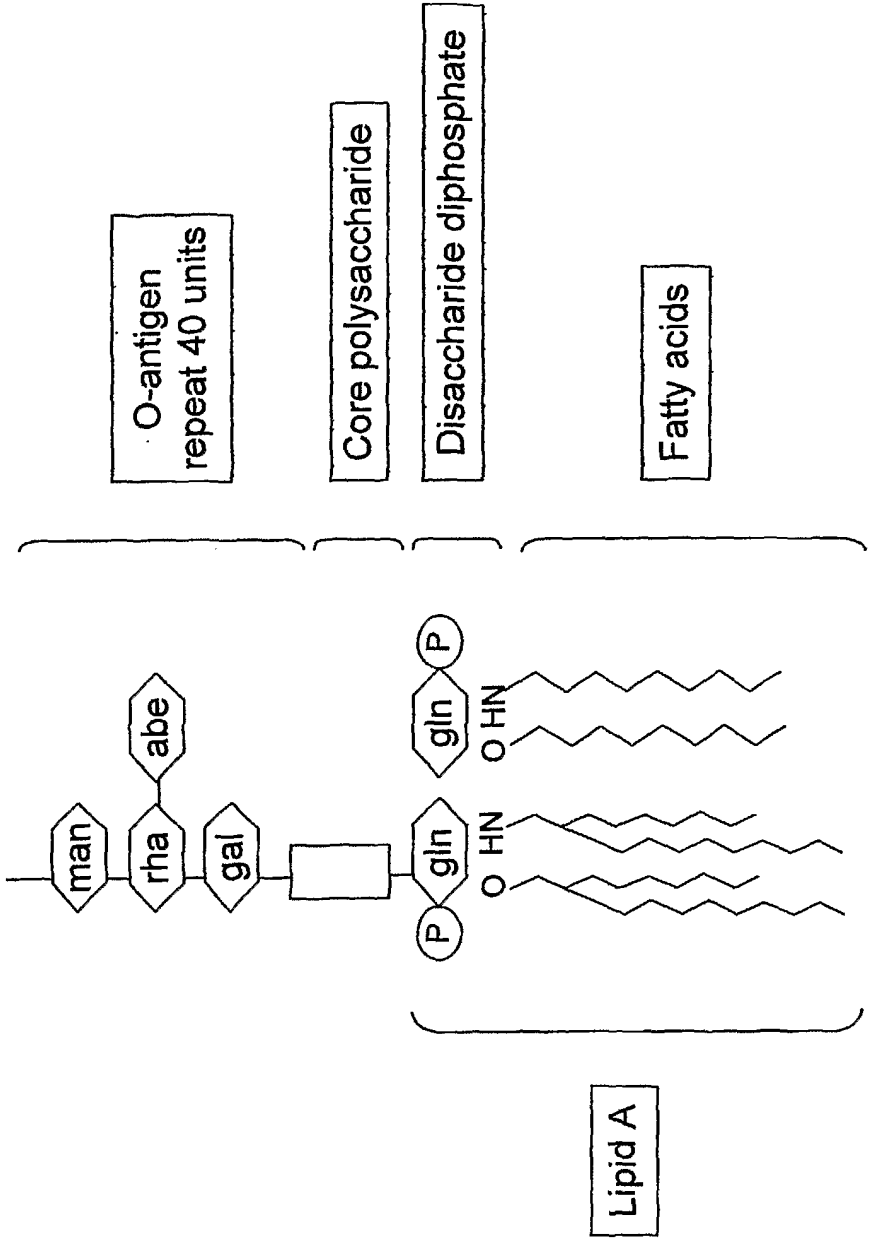 man
rha
abe
gal
gln
gln
P
P
O HN
O HN
O-antigen
repeat 40 units
Core polysaccharide
Disaccharide diphosphate
Fatty acids
Lipid A